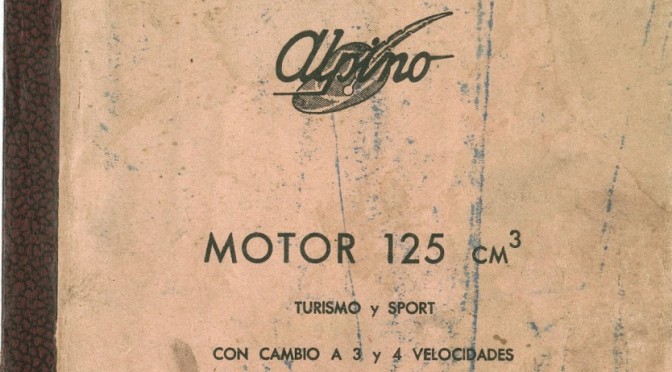 Alpino
MOTOR 125 CM³
TURISMO y SPORT
CON CAMBIO A 3 y 4 VELOCIDADES